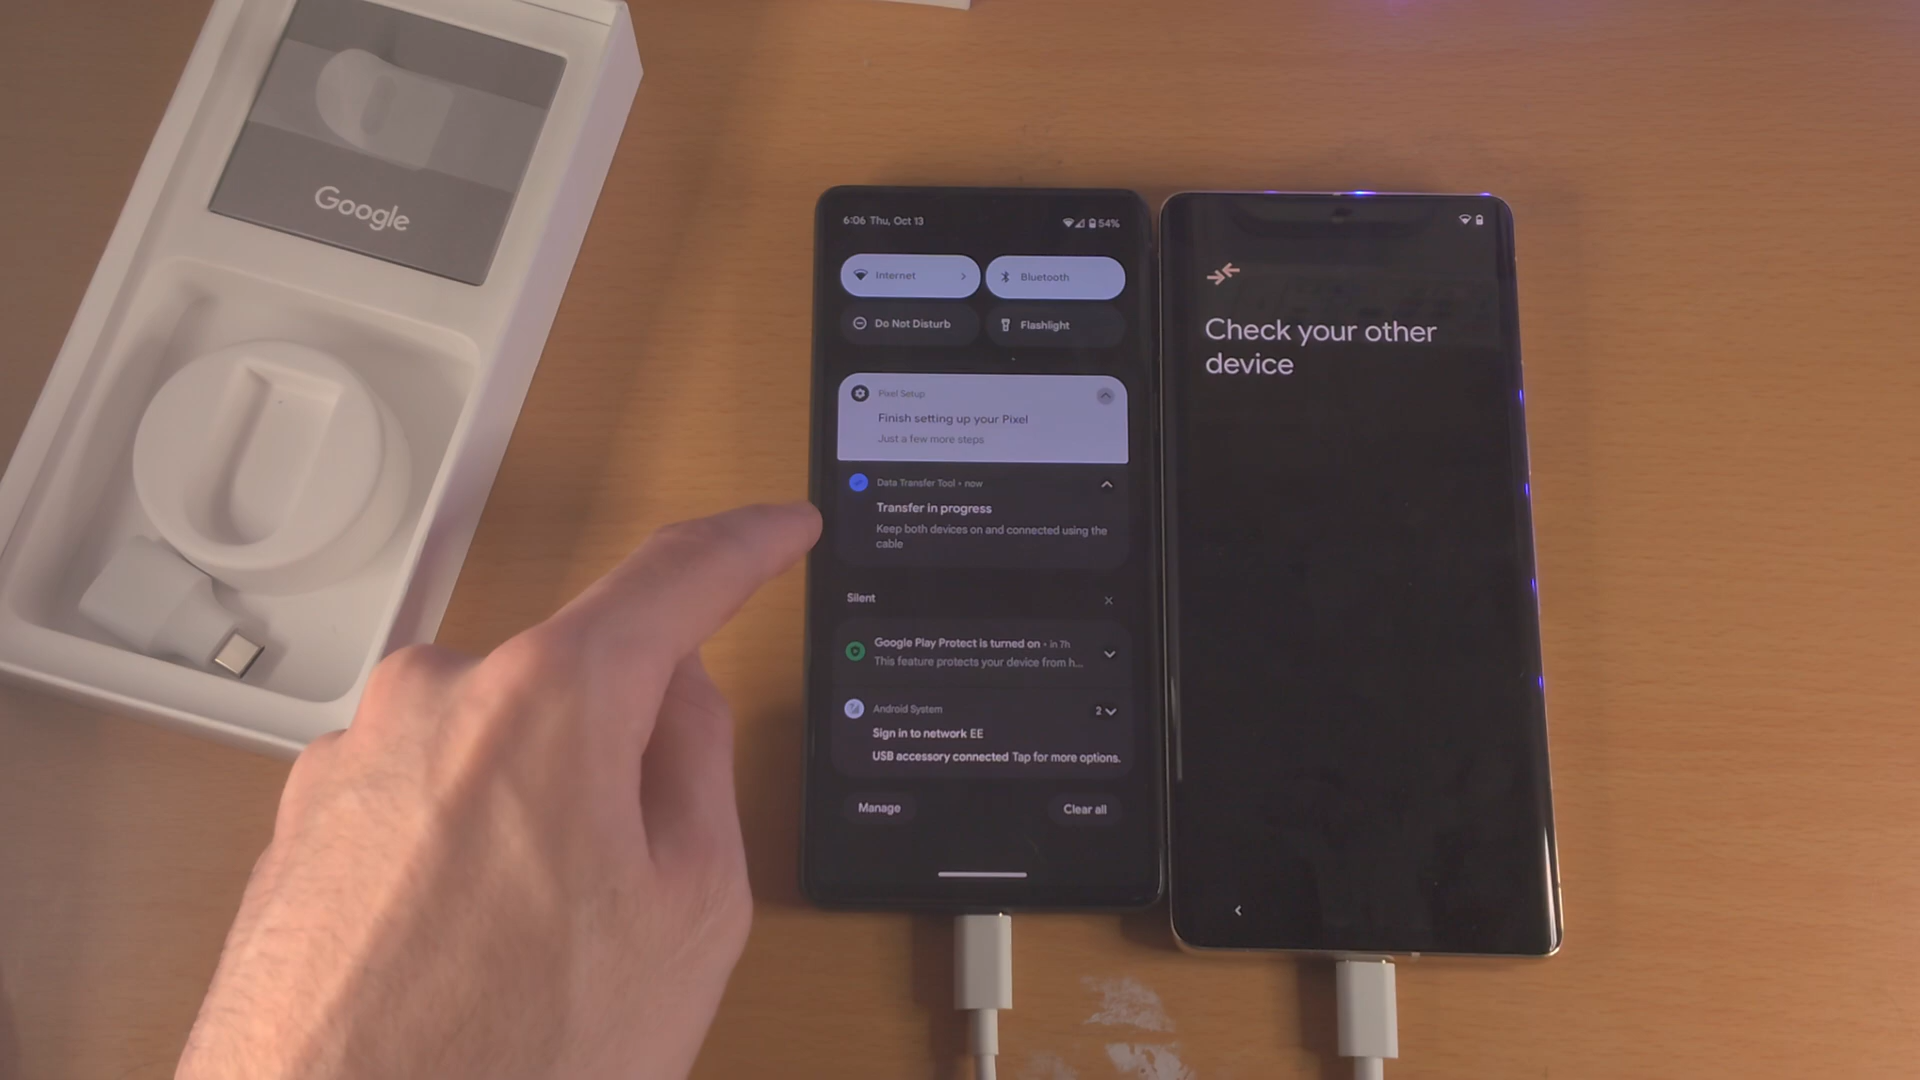 Google
6:06 Thu, Oct 13
54%
Internet
Bluetooth
Do Not Disturb
Flashlight
Pixel Setup
Finish setting up your Pixel
Just a few more steps
Data Transfer Tool • now
Transfer in progress
Keep both devices on and connected using the
cable
Silent
Google Play Protect is turned on • in 7h
This feature protects your device from h...
Android System
2
Sign in to network EE
USB accessory connected Tap for more options.
Manage
Clear all
Check your other
device